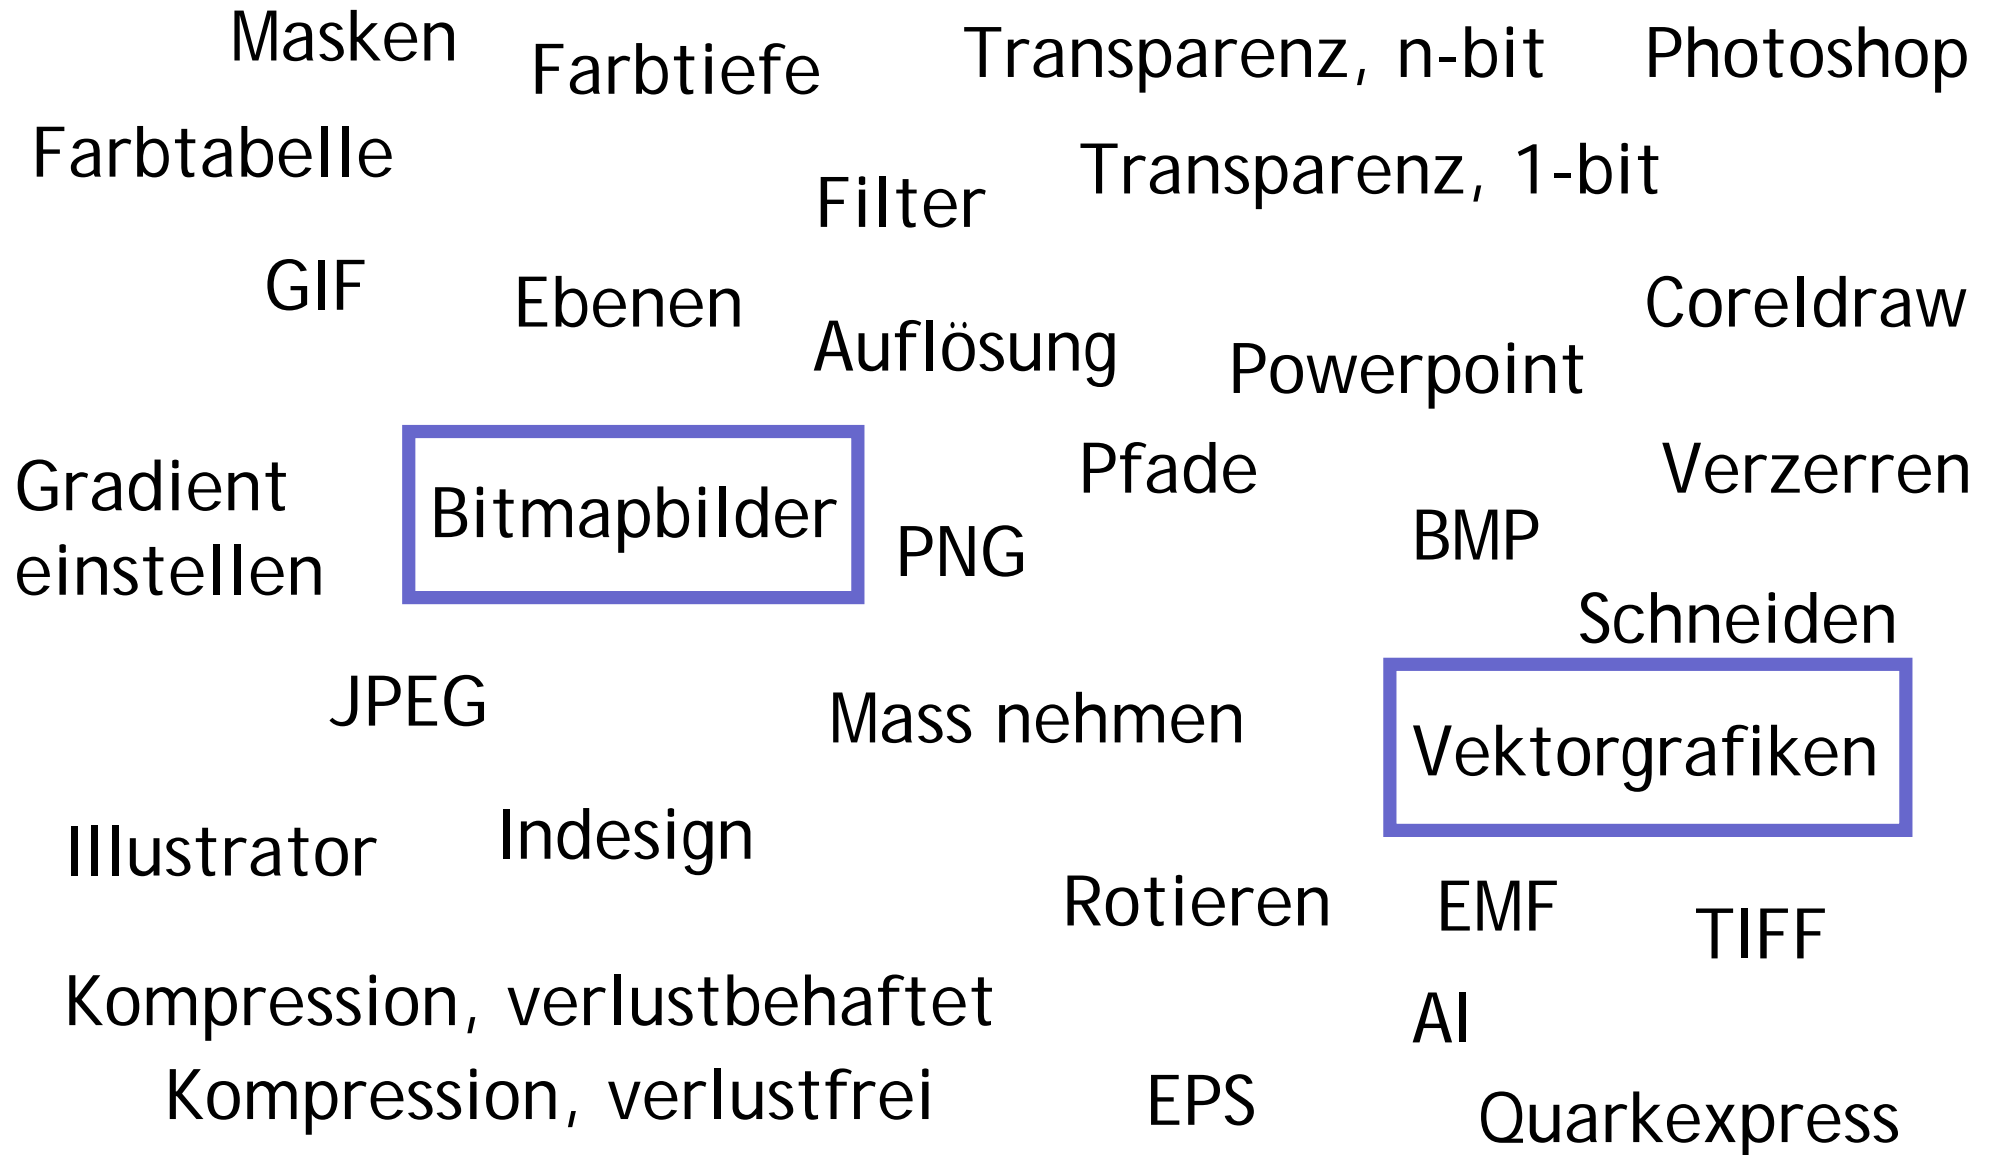 Masken
Farbtiefe
Transparenz, n-bit
Photoshop
Farbtabelle
Filter
Transparenz, 1-bit
GIF
Ebenen
Auflösung
Powerpoint
Coreldraw
Gradient
einstellen
Bitmapbilder
PNG
Pfade
BMP
Verzerren
Schneiden
JPEG
Mass nehmen
Vektorgrafiken
Illustrator
Indesign
Rotieren
EMF
TIFF
Kompression, verlustbehaftet
AI
Kompression, verlustfrei
EPS
Quarkexpress